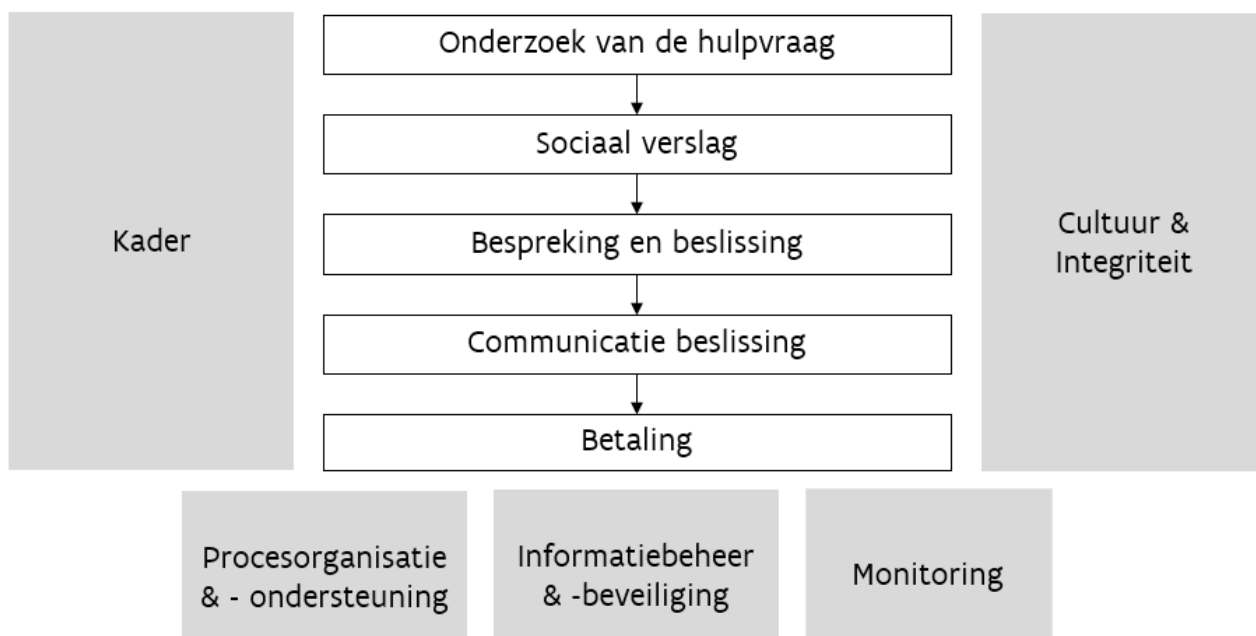 Onderzoek van de hulpvraag
Sociaal verslag
Bespreking en beslissing
Communicatie beslissing
Betaling
Kader
Cultuur &
Integriteit
Procesorganisatie
& - ondersteuning
Informatiebeheer
& -beveiliging
Monitoring